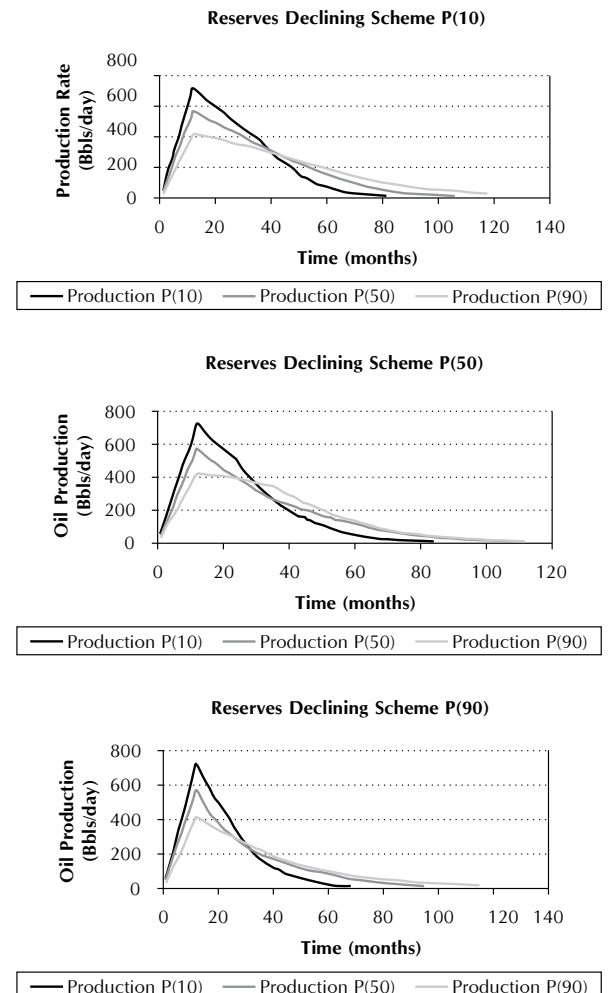 Reserves Declining Scheme P(10)
Production Rate
(Bbls/day)
800
600
400
200
0
0 20 40 60 80 100 120 140
Time (months)
Production P(10) Production P(50) Production P(90)
Reserves Declining Scheme P(50)
Oil Production
(Bbls/day)
800
600
400
200
0
0 20 40 60 80 100 120
Time (months)
Production P(10) Production P(50) Production P(90)
Reserves Declining Scheme P(90)
Oil Production
(Bbls/day)
800
600
400
200
0
0 20 40 60 80 100 120 140
Time (months)
Production P(10) Production P(50) Production P(90)